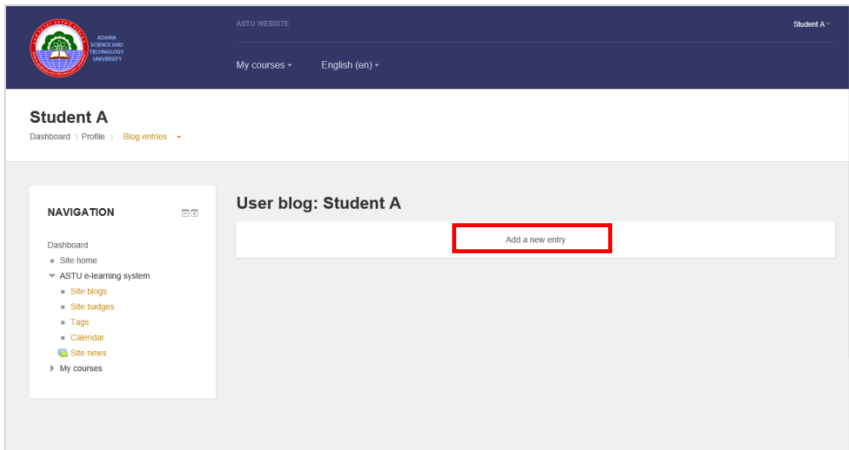 ADAMA
SCIENCE AND
TECHNOLOGY
UNIVERSITY
ASTU WEBSITE
Student A
My courses
English (en)
Student A
Dashboard
Profile
Blog entries
NAVIGATION
Dashboard
Site home
ASTU e-learning system
Site blogs
Site badges
Tags
Calendar
Site news
My courses
User blog: Student A
Add a new entry